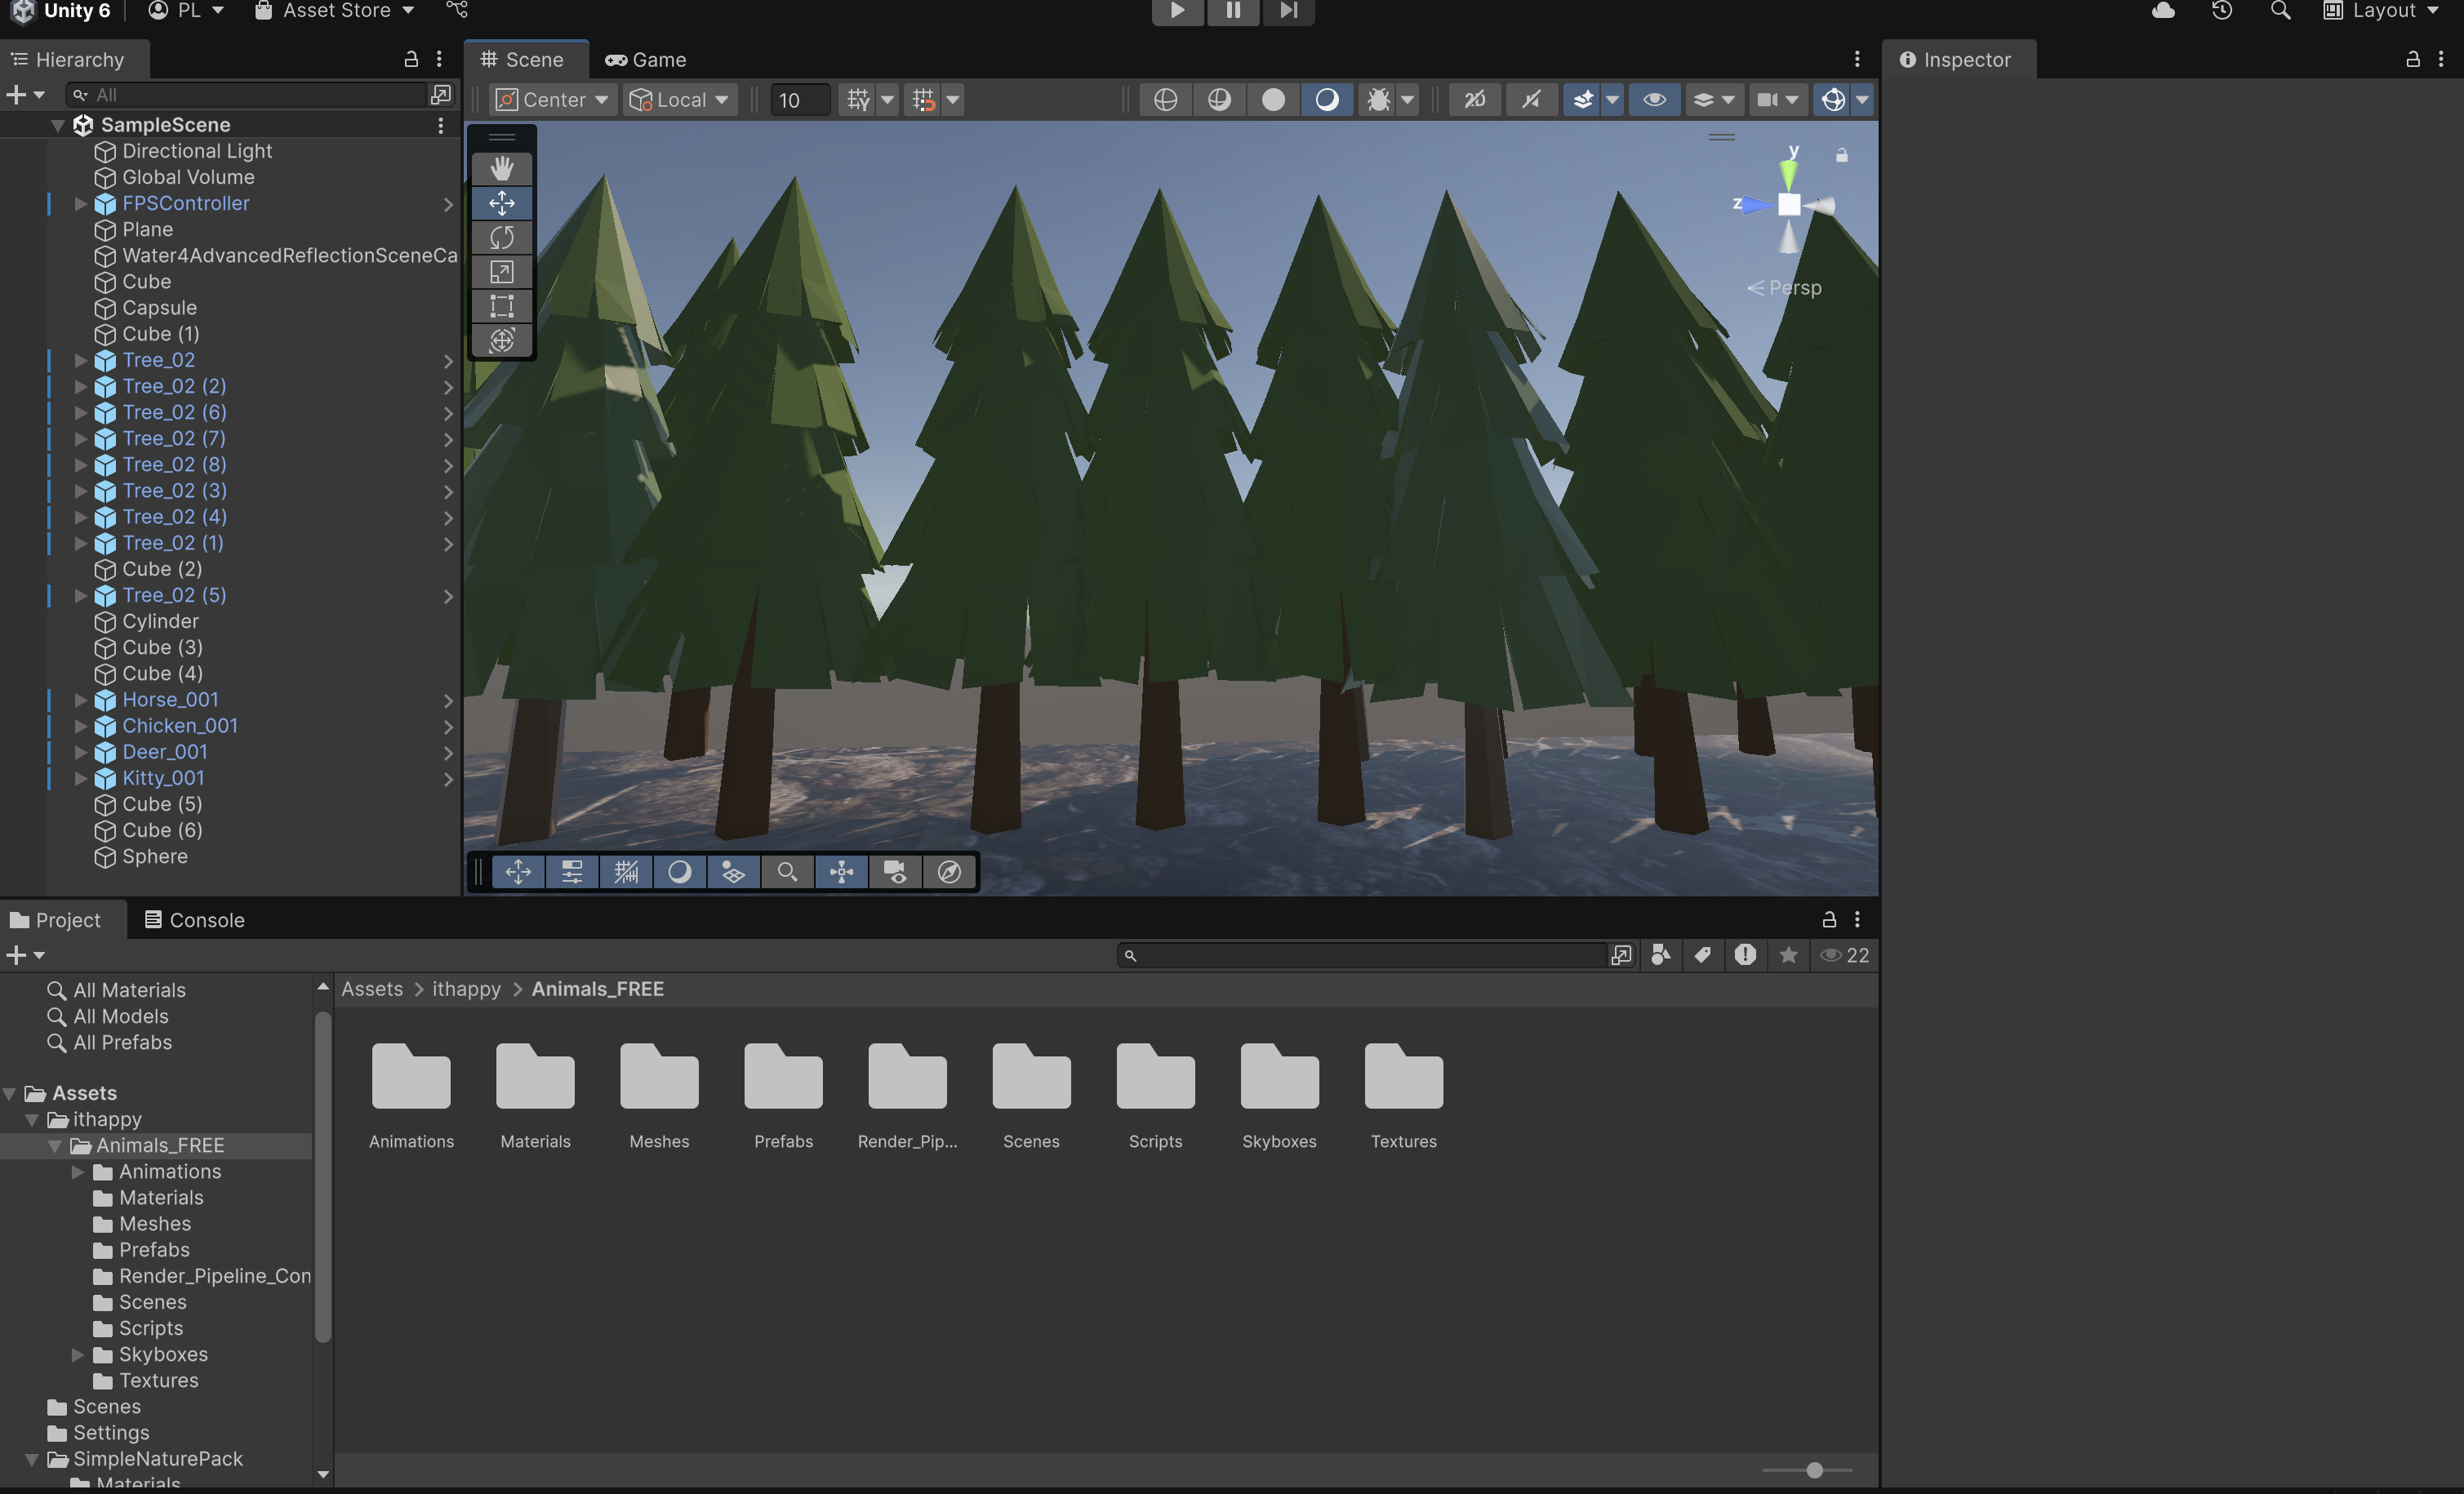 Unity 6 PL Asset Store Layout
Hierarchy
All
SampleScene
Directional Light
Global Volume
FPSController
Plane
Water4AdvancedReflectionSceneCa
Cube
Capsule
Cube (1)
Tree_02
Tree_02 (2)
Tree_02 (6)
Tree_02 (7)
Tree_02 (8)
Tree_02 (3)
Tree_02 (4)
Tree_02 (1)
Cube (2)
Tree_02 (5)
Cylinder
Cube (3)
Cube (4)
Horse_001
Chicken_001
Deer_001
Kitty_001
Cube (5)
Cube (6)
Sphere
Scene Game
Center Local 10 2D
y
z
Persp
Inspector
Project Console
22
All Materials
All Models
All Prefabs
Assets
ithappy
Animals_FREE
Animations
Materials
Meshes
Prefabs
Render_Pipeline_Con
Scenes
Scripts
Skyboxes
Textures
Scenes
Settings
SimpleNaturePack
Materials
Assets > ithappy > Animals_FREE
Animations Materials Meshes Prefabs Render_Pip... Scenes Scripts Skyboxes Textures